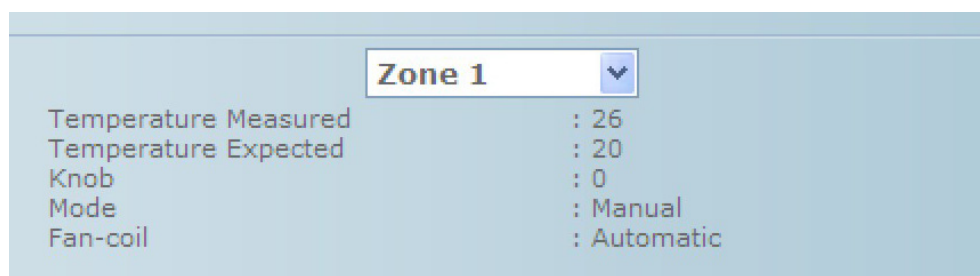 Zone 1
Temperature Measured : 26
Temperature Expected : 20
Knob : 0
Mode : Manual
Fan-coil : Automatic